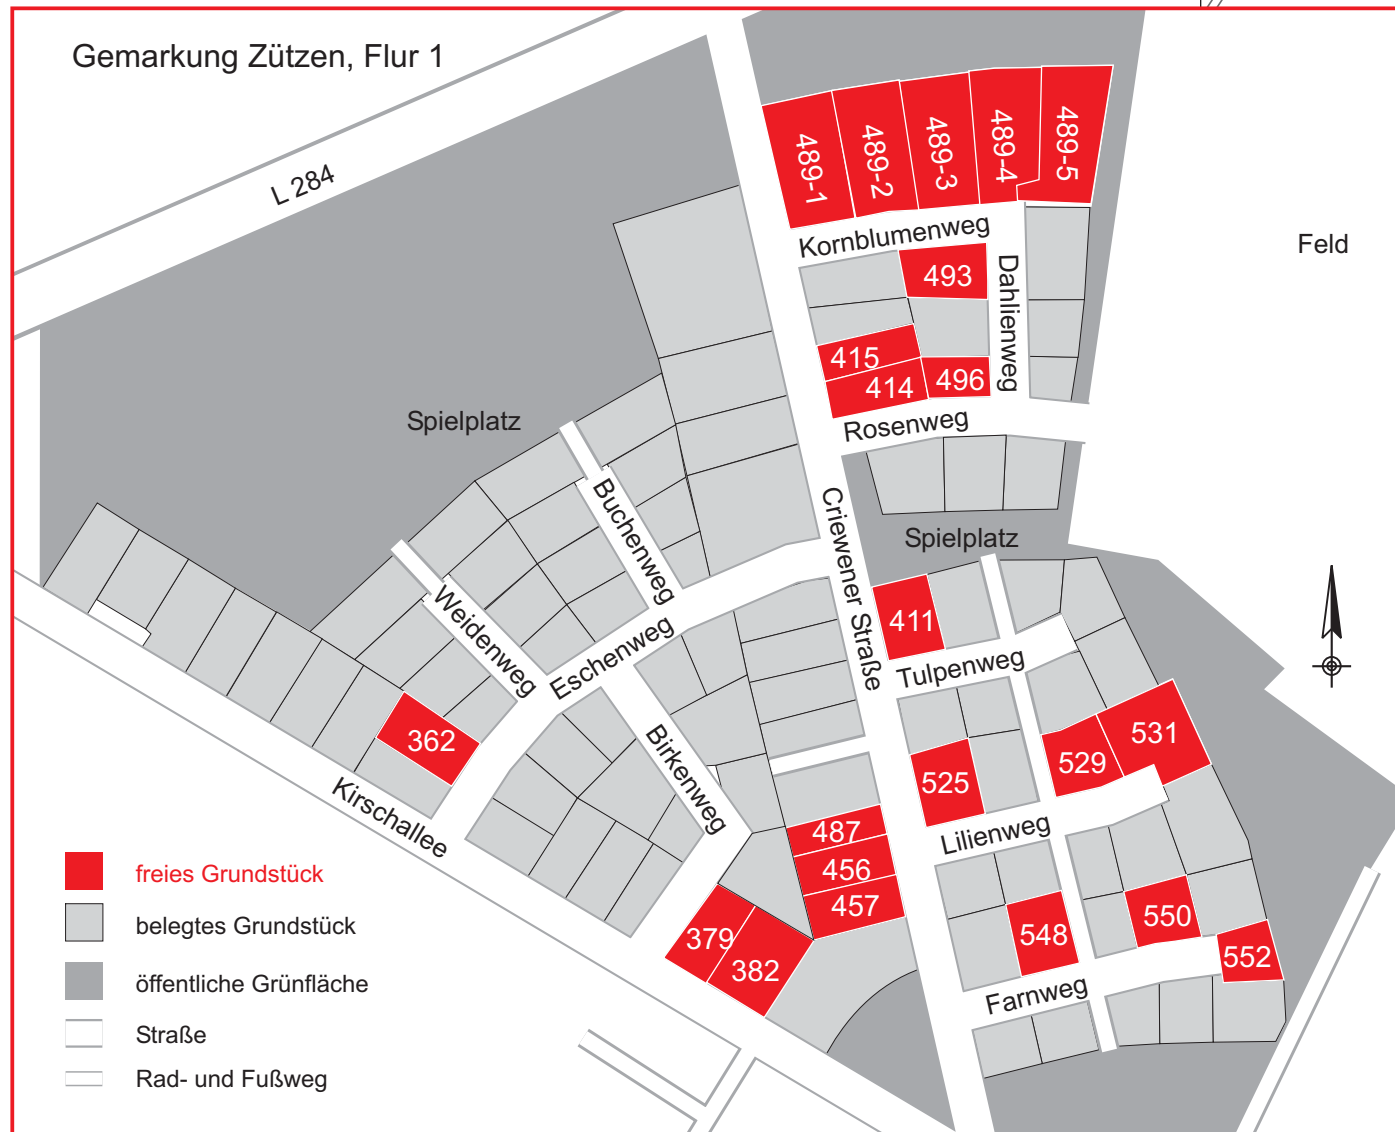 Gemarkung Zützen, Flur 1
L 284
489-1
489-2
489-3
489-4
489-5
Kornblumenweg
Feld
493
Dahlienweg
415
414
496
Rosenweg
Spielplatz
Buchenweg
Criewener Straße
Spielplatz
Weidenweg
Eschenweg
411
Tulpenweg
362
Birkenweg
525
529
531
Kirschallee
487
456
457
Lilienweg
379
382
548
550
552
Farnweg
freies Grundstück
belegtes Grundstück
öffentliche Grünfläche
Straße
Rad- und Fußweg